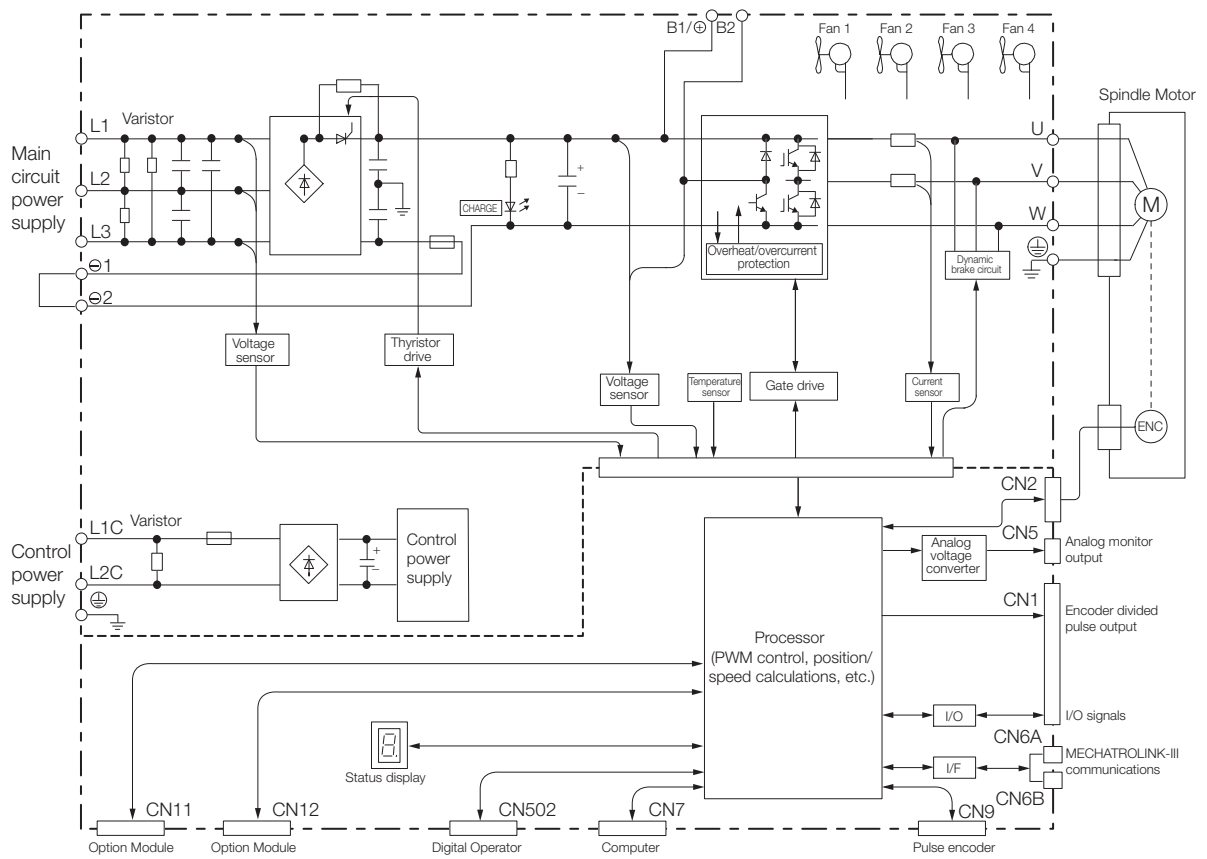 B1/⊕ B2
Fan 1 Fan 2 Fan 3 Fan 4
Spindle Motor
Main
circuit
power
supply
L1
Varistor
L2
L3
⊖1
⊖2
CHARGE
+
−
Overheat/overcurrent
protection
U
V
W
M
Dynamic
brake circuit
Voltage
sensor
Thyristor
drive
Voltage
sensor
Temperature
sensor
Gate drive
Current
sensor
ENC
Control
power
supply
L1C
Varistor
L2C
+
−
Control
power
supply
CN2
CN5
Analog
voltage
converter
Analog monitor
output
CN1
Encoder divided
pulse output
Processor
(PWM control, position/
speed calculations, etc.)
I/O
I/O signals
CN6A
I/F
MECHATROLINK-III
communications
CN6B
8.
Status display
CN11
Option Module
CN12
Option Module
CN502
Digital Operator
CN7
Computer
CN9
Pulse encoder